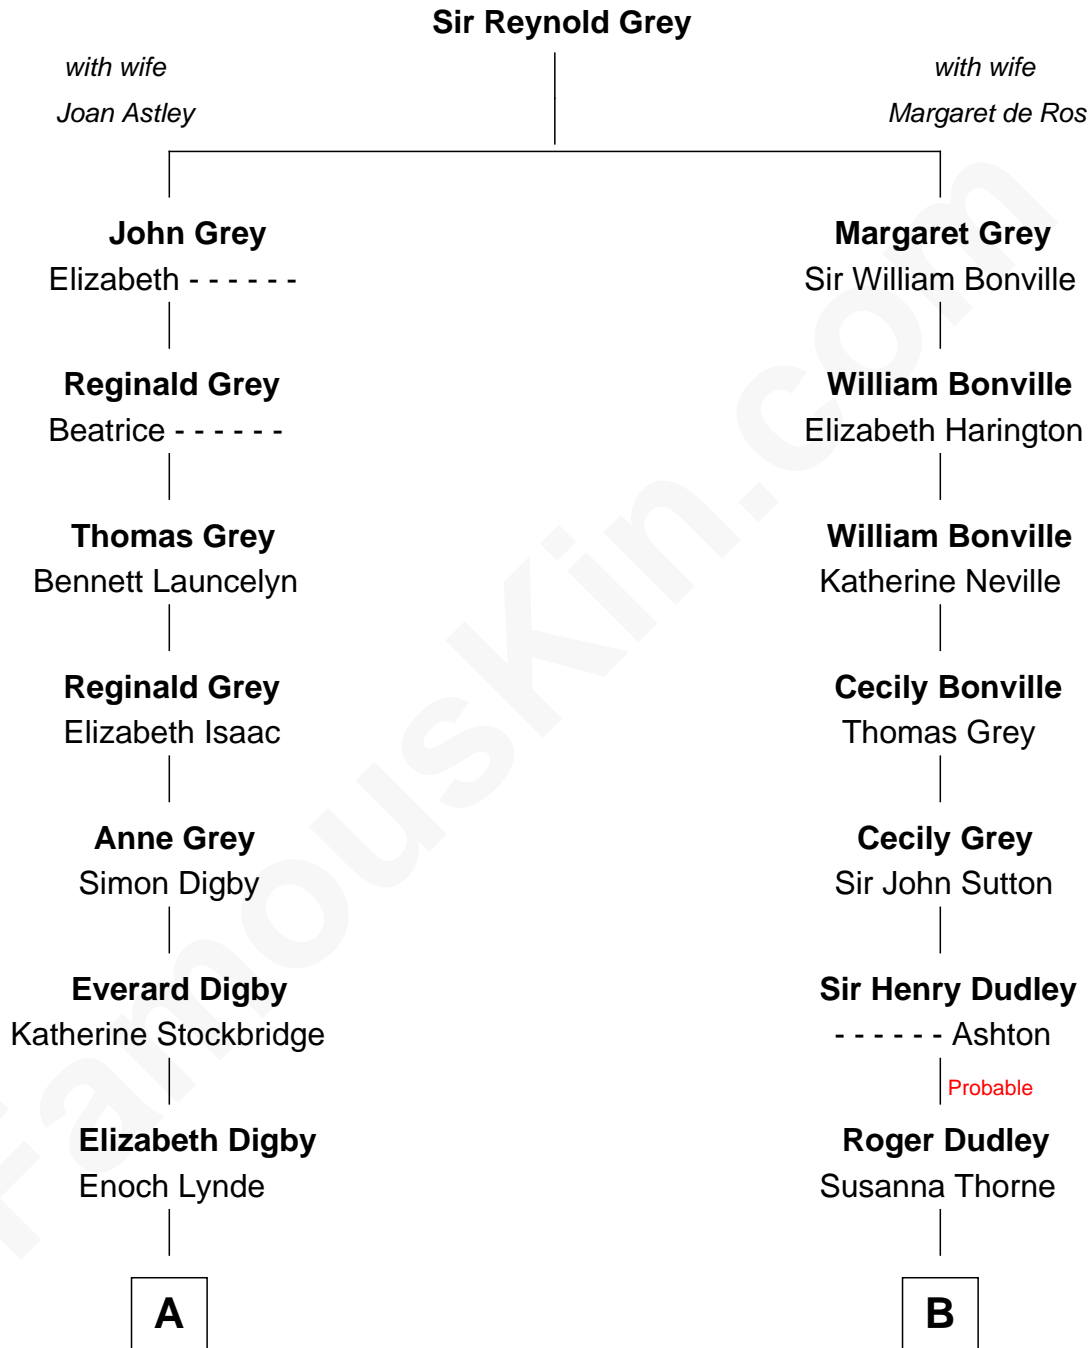 Sir Reynold Grey
with wife
Joan Astley
with wife
Margaret de Ros
John Grey
Elizabeth - - - - - -
Margaret Grey
Sir William Bonville
Reginald Grey
Beatrice - - - - - -
William Bonville
Elizabeth Harington
Thomas Grey
Bennett Launcelyn
William Bonville
Katherine Neville
Reginald Grey
Elizabeth Isaac
Cecily Bonville
Thomas Grey
Anne Grey
Simon Digby
Cecily Grey
Sir John Sutton
Everard Digby
Katherine Stockbridge
Sir Henry Dudley
- - - - - - Ashton
Probable
Elizabeth Digby
Enoch Lynde
Roger Dudley
Susanna Thorne
A
B
FamousKin.com